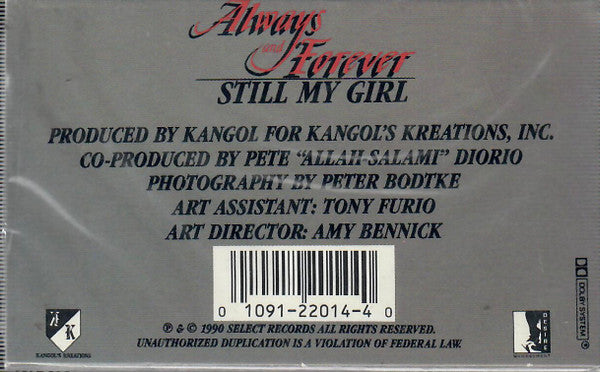 Always
and
Forever
STILL MY GIRL
PRODUCED BY KANGOL FOR KANGOL'S KREATIONS, INC.
CO-PRODUCED BY PETE "ALLAH-SALAMI" DIORIO
PHOTOGRAPHY BY PETER BODTKE
ART ASSISTANT: TONY FURIO
ART DIRECTOR: AMY BENNICK
0 1091-22014-4 0
℗ & © 1990 SELECT RECORDS ALL RIGHTS RESERVED.
UNAUTHORIZED DUPLICATION IS A VIOLATION OF FEDERAL LAW.
K
KANGOL'S KREATIONS
DESIRE
MANAGEMENT
DOLBY SYSTEM